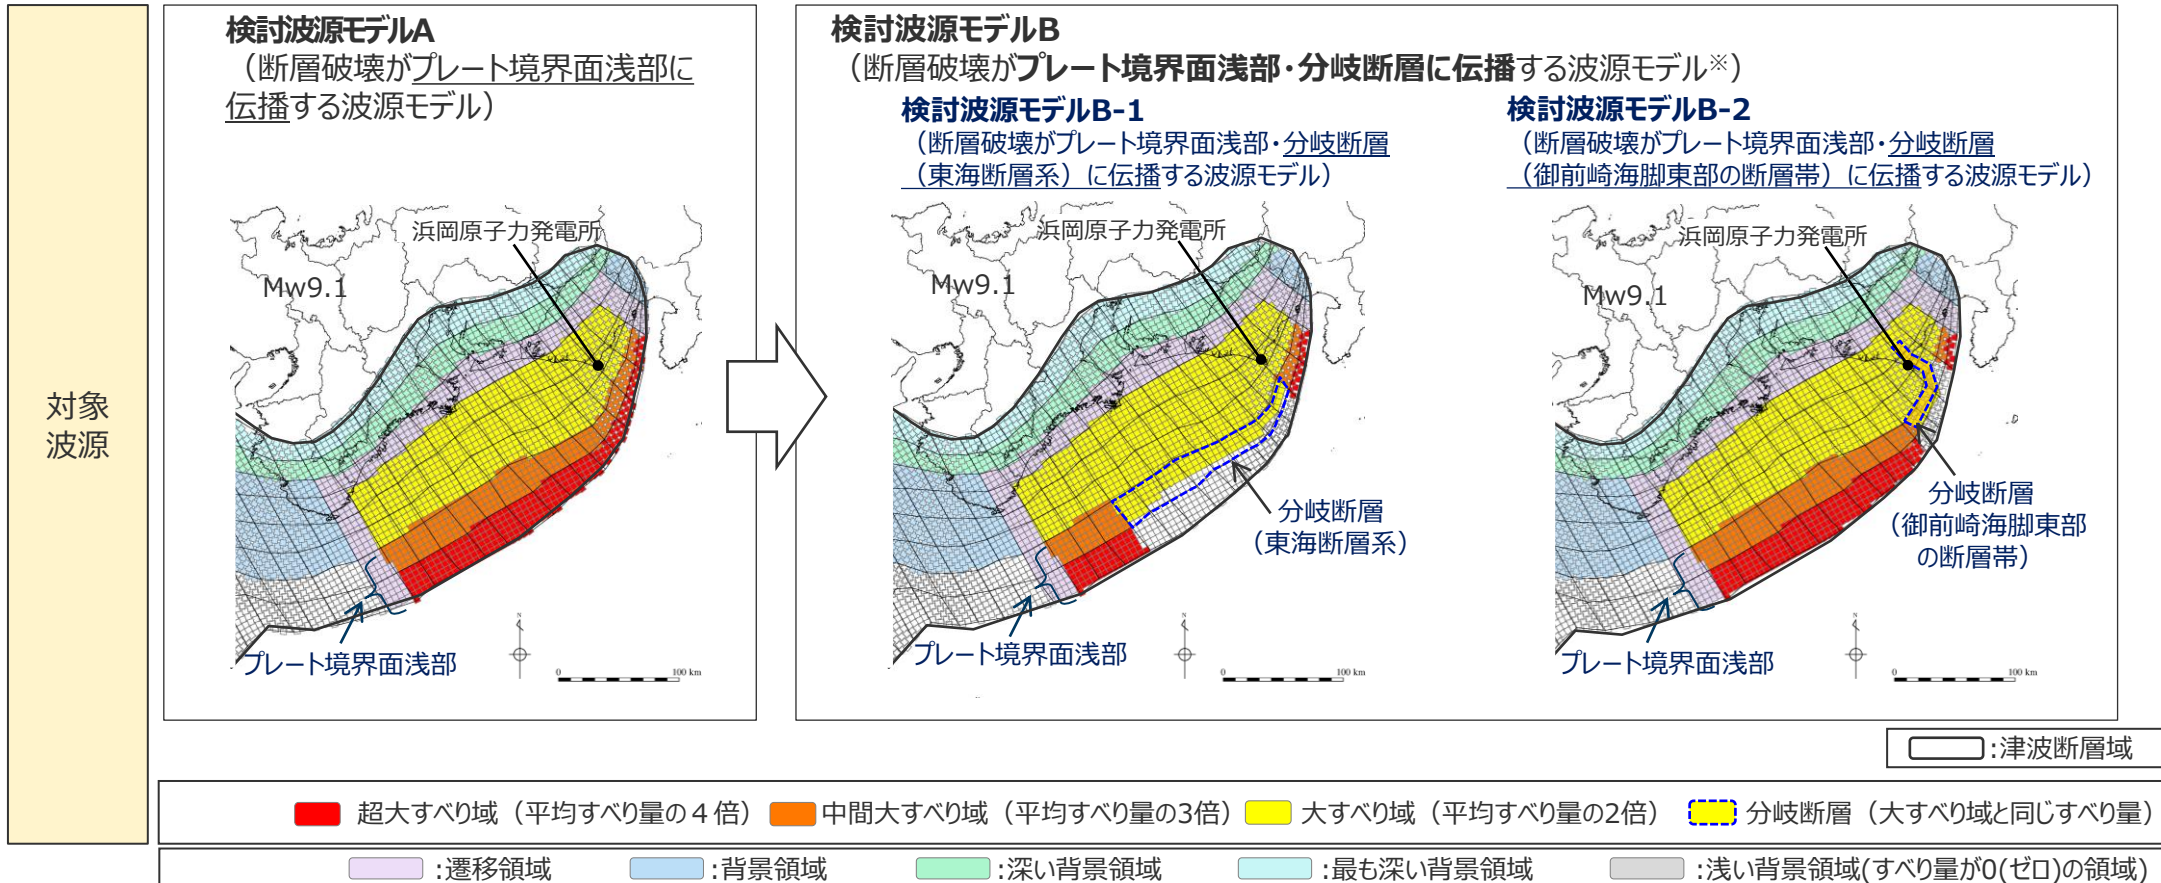 対象
波源
検討波源モデルA
（断層破壊がプレート境界面浅部に
伝播する波源モデル）
浜岡原子力発電所
Mw9.1
プレート境界面浅部
N
0 100 km
検討波源モデルB
（断層破壊がプレート境界面浅部・分岐断層に伝播する波源モデル※）
検討波源モデルB-1
（断層破壊がプレート境界面浅部・分岐断層
（東海断層系）に伝播する波源モデル）
浜岡原子力発電所
Mw9.1
分岐断層
（東海断層系）
プレート境界面浅部
N
0 100 km
検討波源モデルB-2
（断層破壊がプレート境界面浅部・分岐断層
（御前崎海脚東部の断層帯）に伝播する波源モデル）
浜岡原子力発電所
Mw9.1
分岐断層
（御前崎海脚東部
の断層帯）
プレート境界面浅部
N
0 100 km
:津波断層域
超大すべり域（平均すべり量の４倍） 中間大すべり域（平均すべり量の3倍） 大すべり域（平均すべり量の2倍） 分岐断層（大すべり域と同じすべり量）
:遷移領域 :背景領域 :深い背景領域 :最も深い背景領域 :浅い背景領域(すべり量が0(ゼロ)の領域)